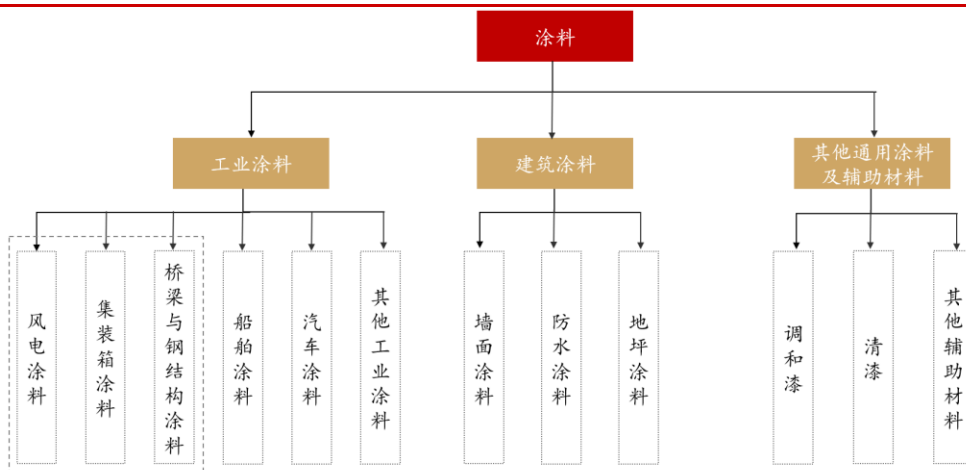 涂料
工业涂料
建筑涂料
其他通用涂料
及辅助材料
风电涂料
集装箱涂料
桥梁与钢结构涂料
船舶涂料
汽车涂料
其他工业涂料
墙面涂料
防水涂料
地坪涂料
调和漆
清漆
其他辅助材料